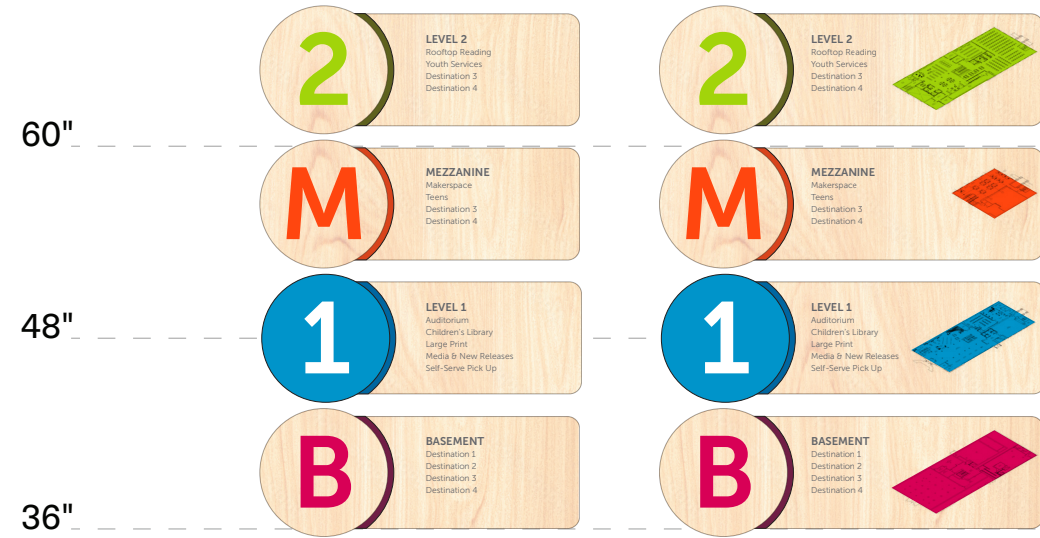 60"
48"
36"
2
LEVEL 2
Rooftop Reading
Youth Services
Destination 3
Destination 4
M
MEZZANINE
Makerspace
Teens
Destination 3
Destination 4
1
LEVEL 1
Auditorium
Children's Library
Large Print
Media & New Releases
Self-Serve Pick Up
B
BASEMENT
Destination 1
Destination 2
Destination 3
Destination 4
2
LEVEL 2
Rooftop Reading
Youth Services
Destination 3
Destination 4
M
MEZZANINE
Makerspace
Teens
Destination 3
Destination 4
1
LEVEL 1
Auditorium
Children's Library
Large Print
Media & New Releases
Self-Serve Pick Up
B
BASEMENT
Destination 1
Destination 2
Destination 3
Destination 4